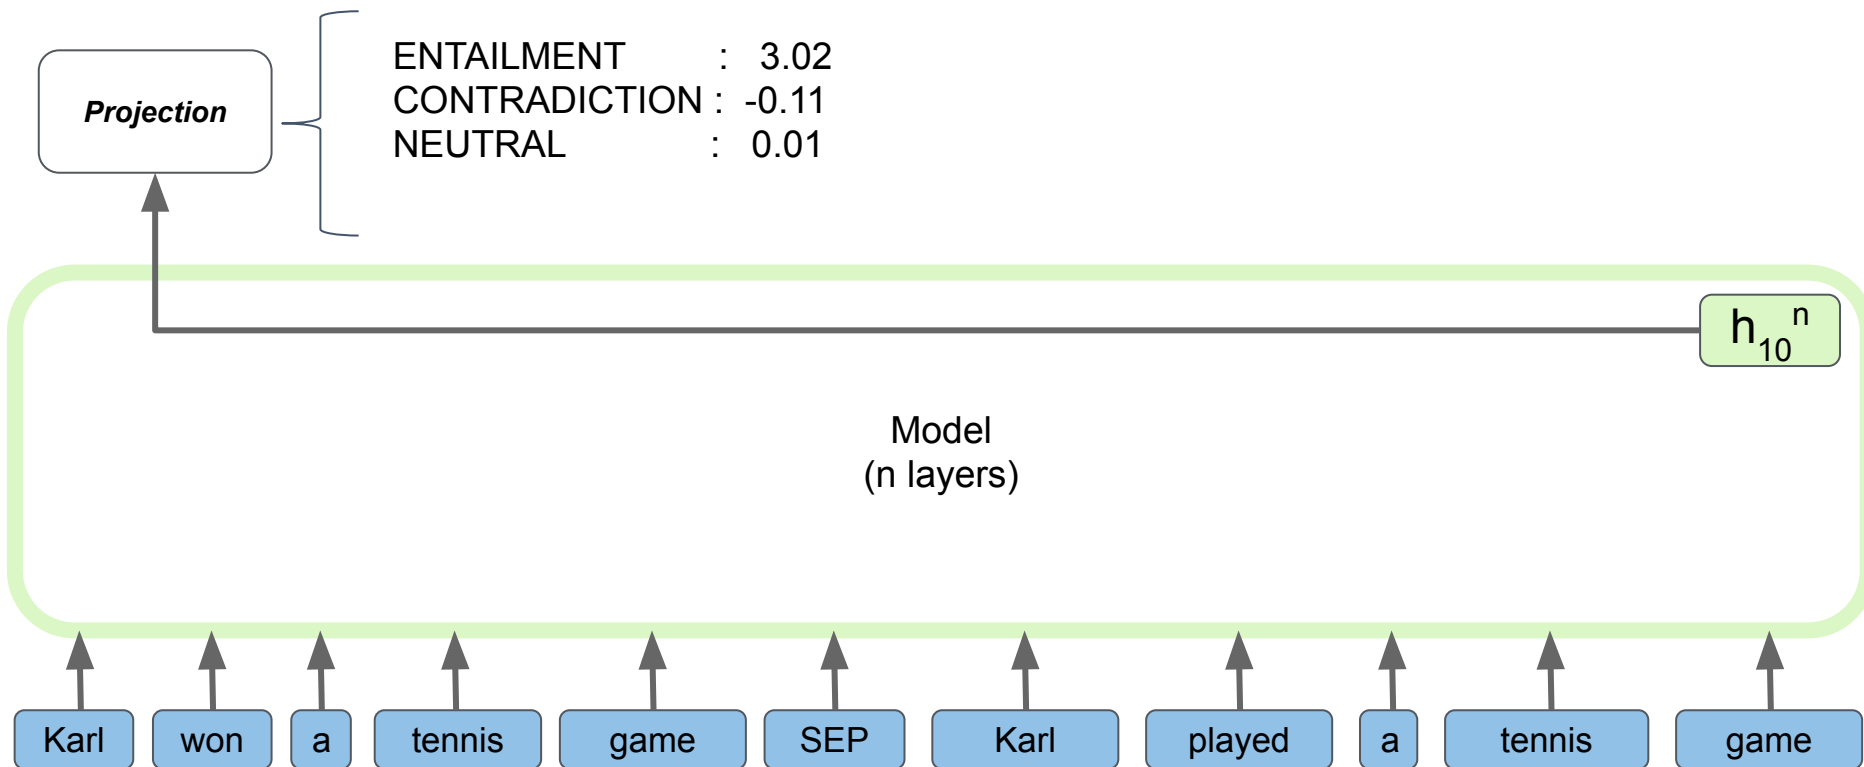 Projection
ENTAILMENT : 3.02
CONTRADICTION : -0.11
NEUTRAL : 0.01
h₁₀ⁿ
Model
(n layers)
Karl won a tennis game SEP Karl played a tennis game